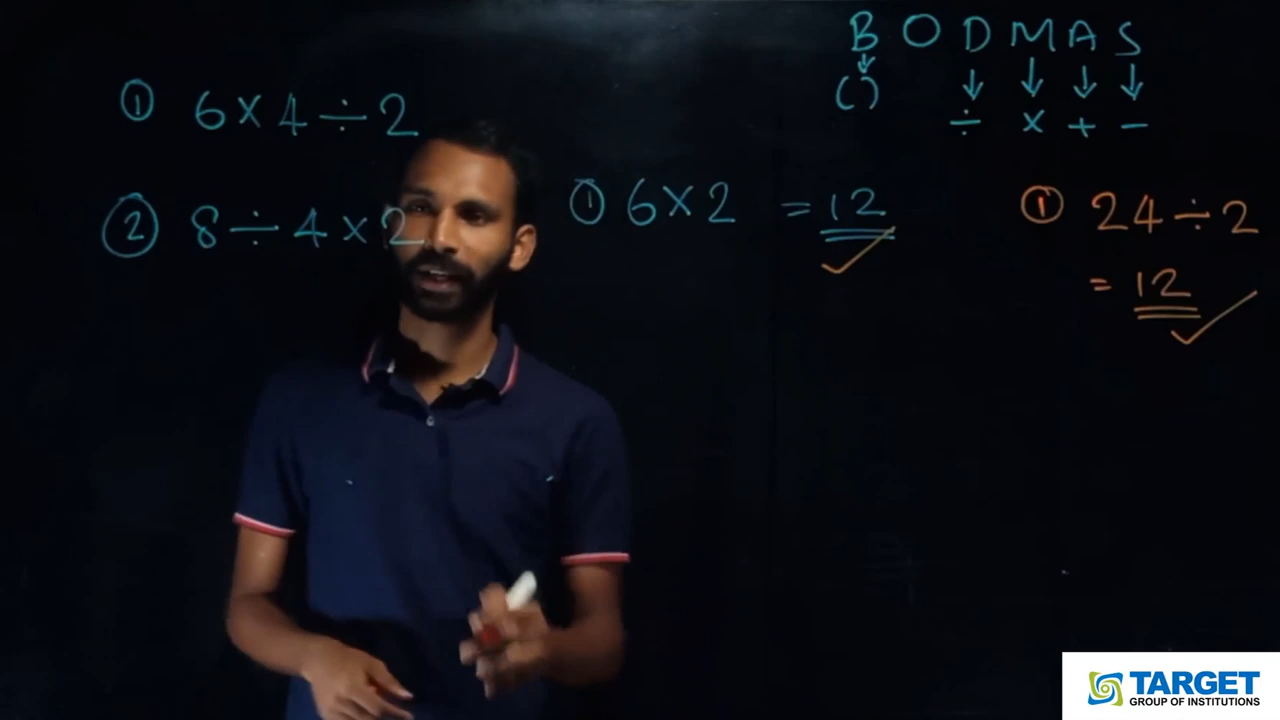 B O D M A S
↓ ↓ ↓ ↓ ↓
( ) ÷ × + −
① 6 × 4 ÷ 2
② 8 ÷ 4 × 2
① 6 × 2 = 12
① 24 ÷ 2
= 12
TARGET
GROUP OF INSTITUTIONS